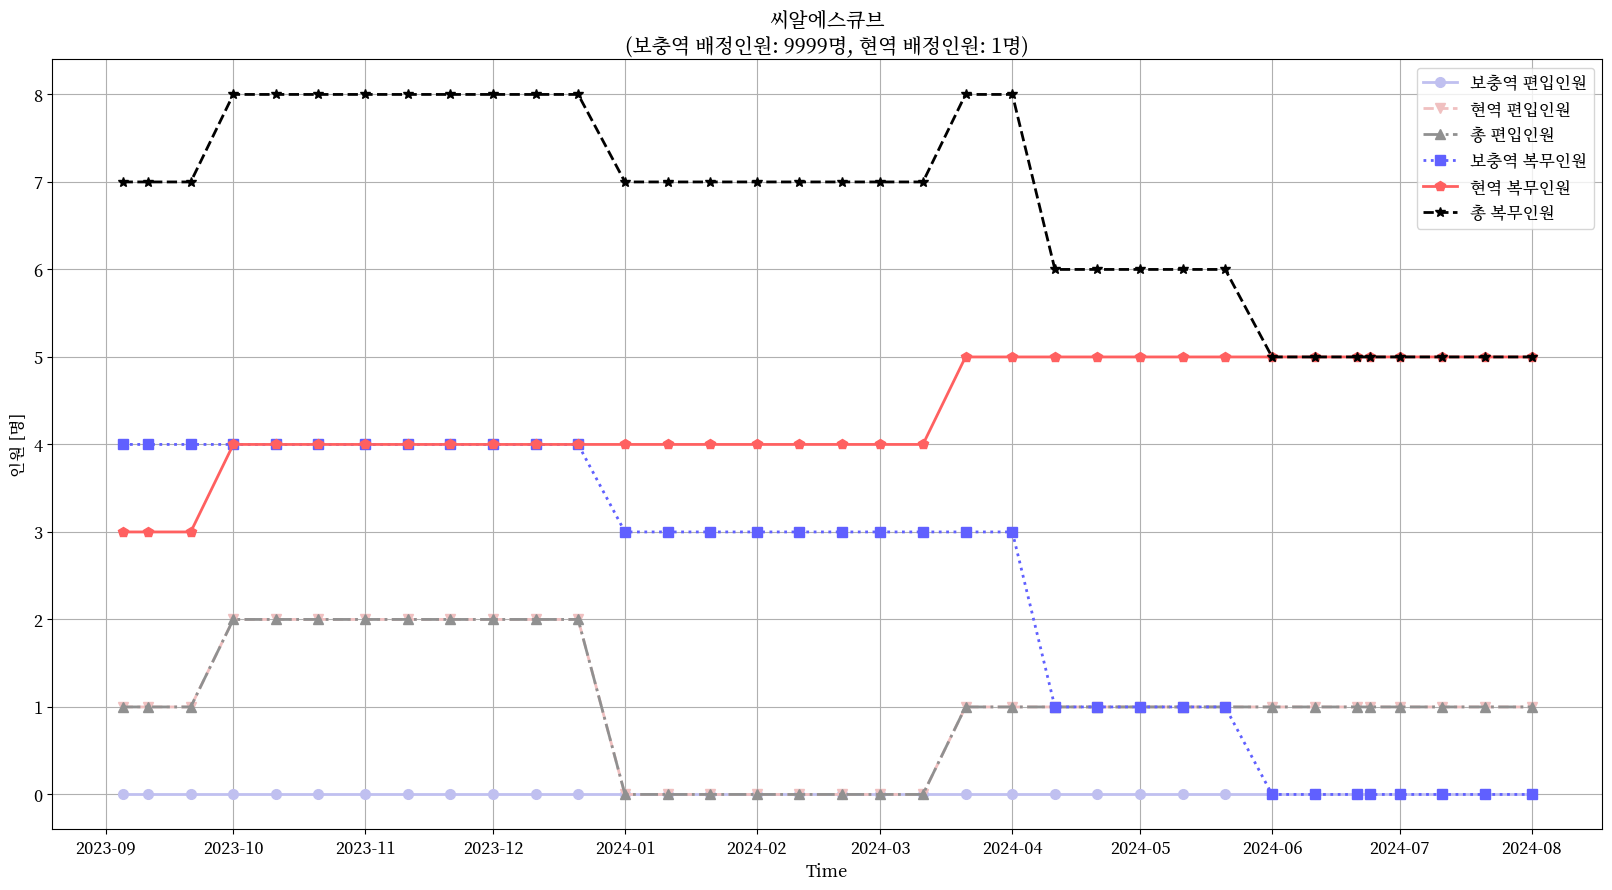 씨알에스큐브
(보충역 배정인원: 9999명, 현역 배정인원: 1명)
보충역 편입인원
현역 편입인원
총 편입인원
보충역 복무인원
현역 복무인원
총 복무인원
인원 [명]
8
7
6
5
4
3
2
1
0
2023-09 2023-10 2023-11 2023-12 2024-01 2024-02 2024-03 2024-04 2024-05 2024-06 2024-07 2024-08
Time